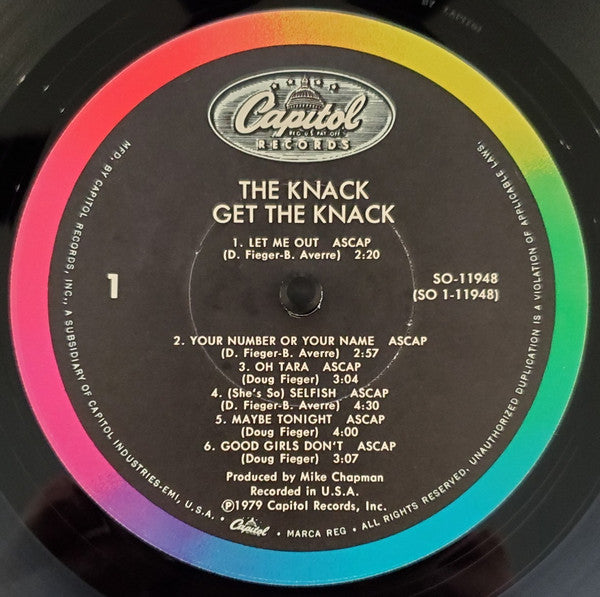 Capitol
REG. U.S. PAT. OFF.
RECORDS
THE KNACK
GET THE KNACK
1. LET ME OUT ASCAP
(D. Fieger-B. Averre) 2:20
1
SO-11948
(SO 1-11948)
2. YOUR NUMBER OR YOUR NAME ASCAP
(D. Fieger-B. Averre) 2:57
3. OH TARA ASCAP
(Doug Fieger) 3:04
4. (She's So) SELFISH ASCAP
(D. Fieger-B. Averre) 4:30
5. MAYBE TONIGHT ASCAP
(Doug Fieger) 4:00
6. GOOD GIRLS DON'T ASCAP
(Doug Fieger) 3:07
Produced by Mike Chapman
Recorded in U.S.A.
℗1979 Capitol Records, Inc.
MFD. BY CAPITOL RECORDS, INC., A SUBSIDIARY OF CAPITOL INDUSTRIES-EMI, U.S.A. • Capitol • MARCA REG • ALL RIGHTS RESERVED. UNAUTHORIZED DUPLICATION IS A VIOLATION OF APPLICABLE LAWS.